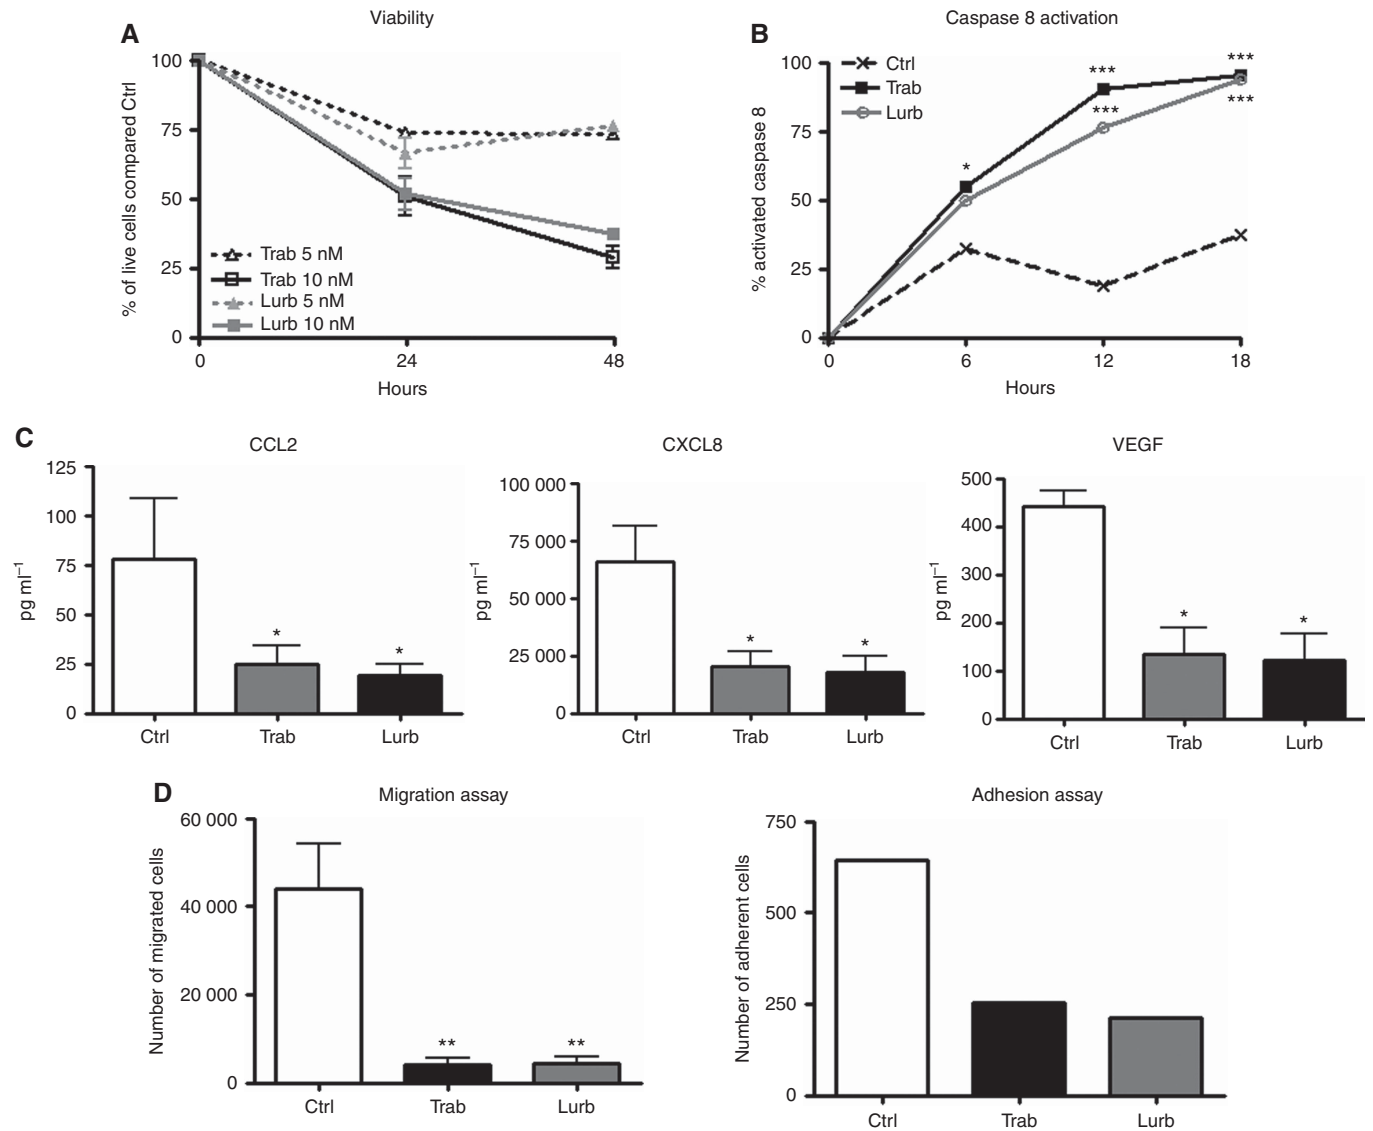 A
Viability
% of live cells compared Ctrl
100
75
50
25
0
Trab 5 nM
Trab 10 nM
Lurb 5 nM
Lurb 10 nM
0 24 48
Hours
B
Caspase 8 activation
% activated caspase 8
100
75
50
25
0
Ctrl
Trab
Lurb
*
***
***
***
***
0 6 12 18
Hours
C
CCL2
pg ml–1
125
100
75
50
25
0
*
*
Ctrl Trab Lurb
CXCL8
pg ml–1
100 000
75 000
50 000
25 000
0
*
*
Ctrl Trab Lurb
VEGF
pg ml–1
500
400
300
200
100
0
*
*
Ctrl Trab Lurb
D
Migration assay
Number of migrated cells
60 000
40 000
20 000
0
**
**
Ctrl Trab Lurb
Adhesion assay
Number of adherent cells
750
500
250
0
Ctrl Trab Lurb